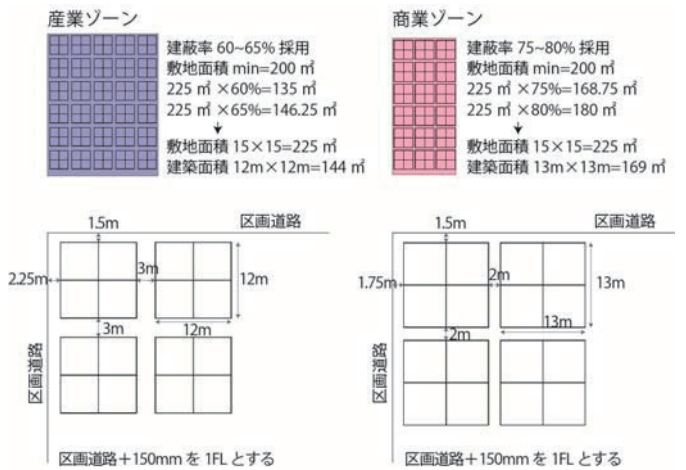 産業ゾーン
建蔽率 60~65% 採用
敷地面積 min=200 ㎡
225 ㎡ ×60%=135 ㎡
225 ㎡ ×65%=146.25 ㎡
↓
敷地面積 15×15=225 ㎡
建築面積 12m×12m=144 ㎡
商業ゾーン
建蔽率 75~80% 採用
敷地面積 min=200 ㎡
225 ㎡ ×75%=168.75 ㎡
225 ㎡ ×80%=180 ㎡
↓
敷地面積 15×15=225 ㎡
建築面積 13m×13m=169 ㎡
1.5m
区画道路
2.25m
3m
12m
3m
12m
区画道路
区画道路+150mm を 1FL とする
1.5m
区画道路
1.75m
2m
13m
2m
13m
区画道路
区画道路+150mm を 1FL とする